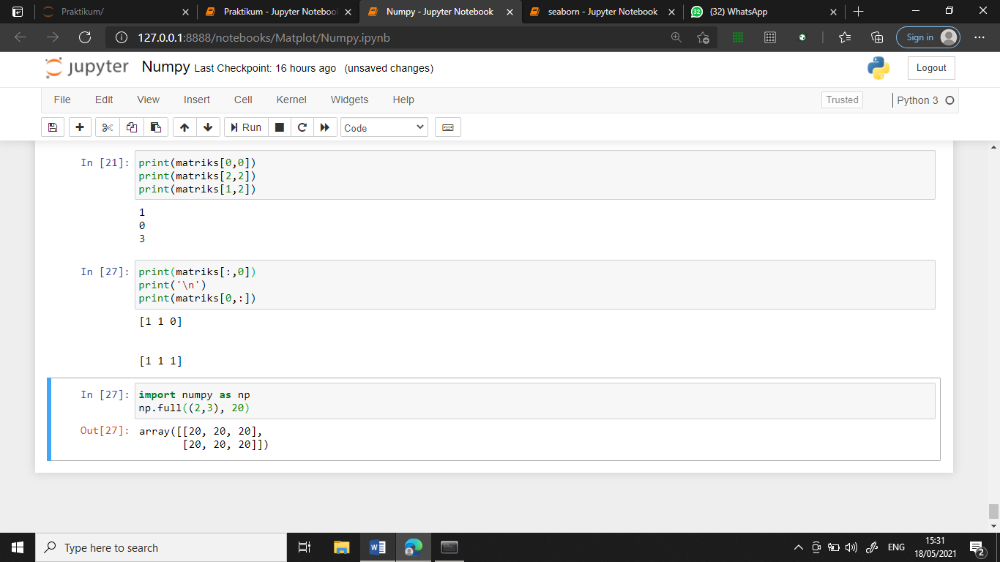 Praktikum/
Praktikum - Jupyter Notebook
Numpy - Jupyter Notebook
seaborn - Jupyter Notebook
32
(32) WhatsApp
127.0.0.1:8888/notebooks/Matplot/Numpy.ipynb
Sign in
jupyter Numpy Last Checkpoint: 16 hours ago (unsaved changes)
Logout
File Edit View Insert Cell Kernel Widgets Help
Trusted
Python 3
Run
Code
In [21]:
print(matriks[0,0])
print(matriks[2,2])
print(matriks[1,2])
1
0
3
In [27]:
print(matriks[:,0])
print('\n')
print(matriks[0,:])
[1 1 0]
[1 1 1]
In [27]:
import numpy as np
np.full((2,3), 20)
Out[27]:
array([[20, 20, 20],
[20, 20, 20]])
Type here to search
W
ENG
15:31
18/05/2021
2